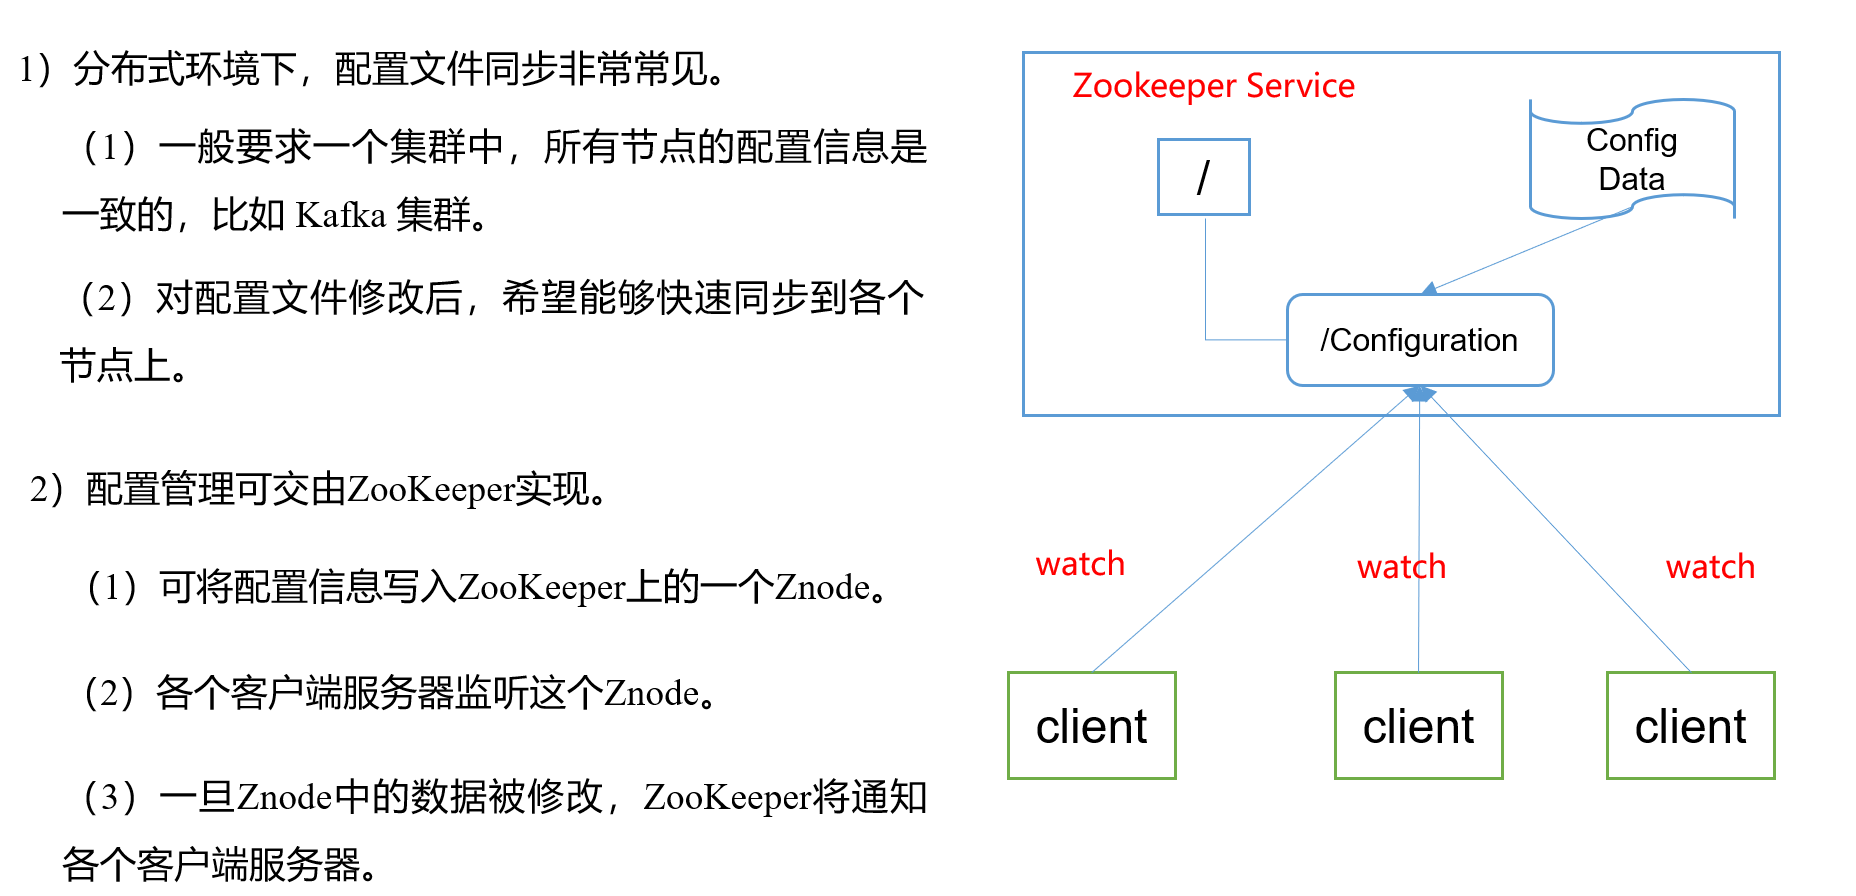 1）分布式环境下，配置文件同步非常常见。
（1）一般要求一个集群中，所有节点的配置信息是
一致的，比如 Kafka 集群。
（2）对配置文件修改后，希望能够快速同步到各个
节点上。
2）配置管理可交由ZooKeeper实现。
（1）可将配置信息写入ZooKeeper上的一个Znode。
（2）各个客户端服务器监听这个Znode。
（3）一旦Znode中的数据被修改，ZooKeeper将通知
各个客户端服务器。
Zookeeper Service
/
Config
Data
/Configuration
watch
watch
watch
client
client
client